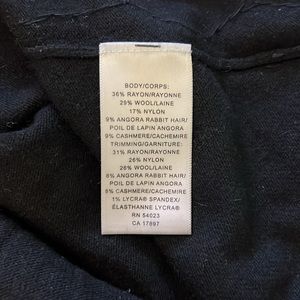 BODY/CORPS:
36% RAYON/RAYONNE
29% WOOL/LAINE
17% NYLON
9% ANGORA RABBIT HAIR/
POIL DE LAPIN ANGORA
9% CASHMERE/CACHEMIRE
TRIMMING/GARNITURE:
31% RAYON/RAYONNE
26% NYLON
26% WOOL/LAINE
8% ANGORA RABBIT HAIR/
POIL DE LAPIN ANGORA
8% CASHMERE/CACHEMIRE
1% LYCRA® SPANDEX/
ÉLASTHANNE LYCRA®
RN 54023
CA 17897